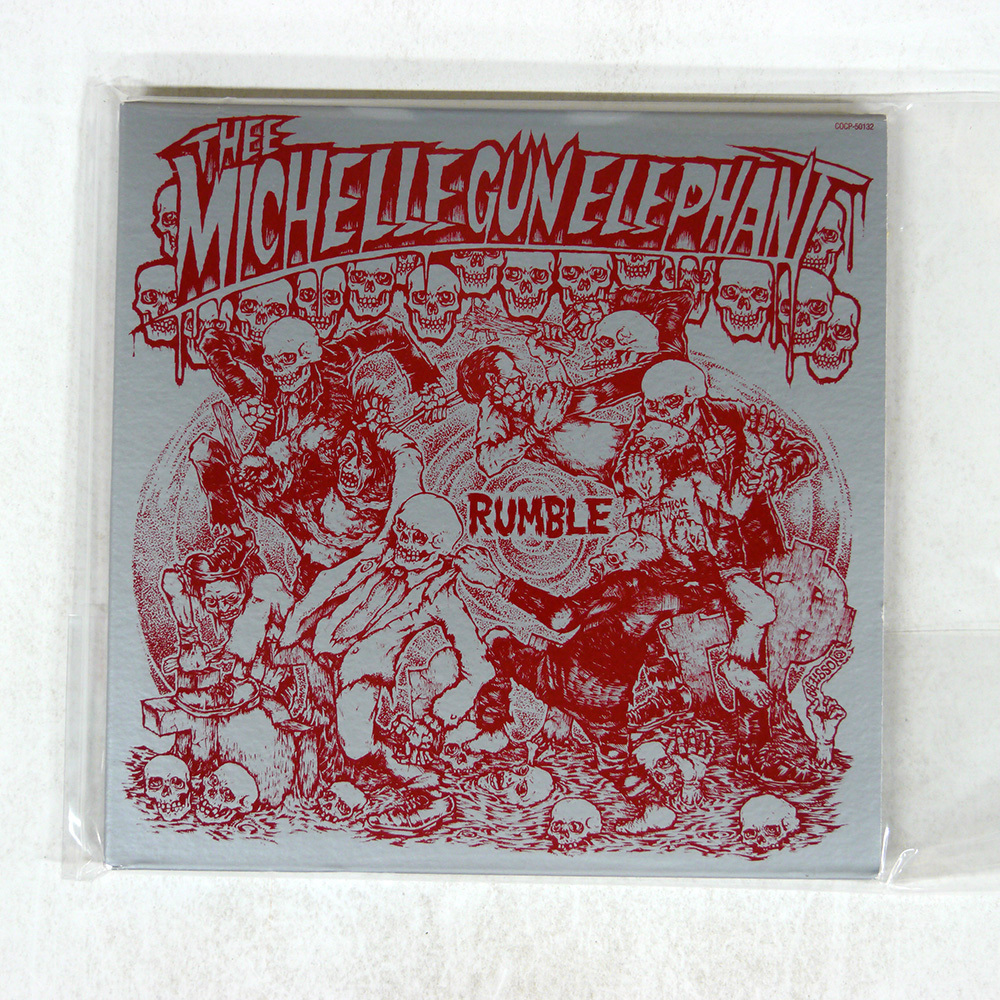 COCP-50132
THEE
MICHELLE GUN ELEPHANT
RUMBLE